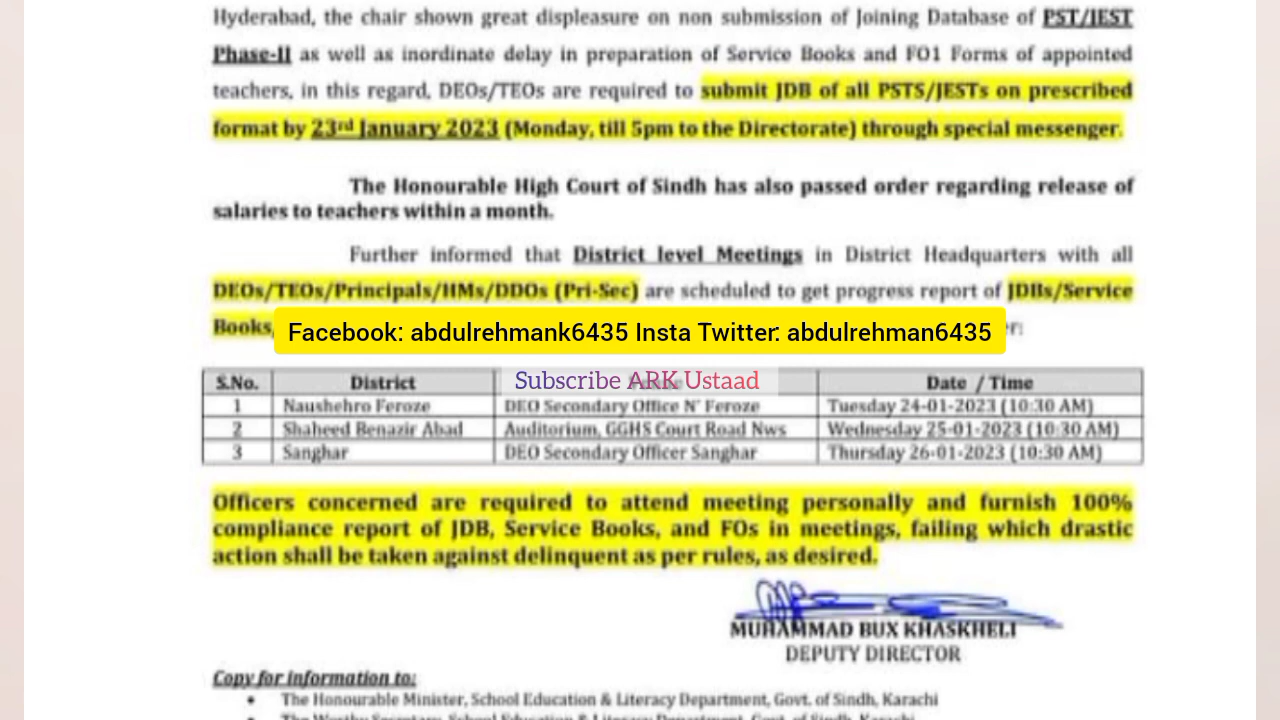 Hyderabad, the chair shown great displeasure on non submission of Joining Database of PST/JEST
Phase-II as well as inordinate delay in preparation of Service Books and FO1 Forms of appointed
teachers, in this regard, DEOs/TEOs are required to submit JDB of all PSTS/JESTs on prescribed
format by 23rd January 2023 (Monday, till 5pm to the Directorate) through special messenger.
The Honourable High Court of Sindh has also passed order regarding release of
salaries to teachers within a month.
Further informed that District level Meetings in District Headquarters with all
DEOs/TEOs/Principals/HMs/DDOs (Pri-Sec) are scheduled to get progress report of JDBs/Service
Books,
Facebook: abdulrehmank6435 Insta Twitter: abdulrehman6435
Subscribe ARK Ustaad
S.No. District Date / Time
1 Naushehro Feroze DEO Secondary Office N' Feroze Tuesday 24-01-2023 (10:30 AM)
2 Shaheed Benazir Abad Auditorium, GGHS Court Road Nws Wednesday 25-01-2023 (10:30 AM)
3 Sanghar DEO Secondary Officer Sanghar Thursday 26-01-2023 (10:30 AM)
Officers concerned are required to attend meeting personally and furnish 100%
compliance report of JDB, Service Books, and FOs in meetings, failing which drastic
action shall be taken against delinquent as per rules, as desired.
MUHAMMAD BUX KHASKHELI
DEPUTY DIRECTOR
Copy for information to:
• The Honourable Minister, School Education & Literacy Department, Govt. of Sindh, Karachi
• The Worthy Secretary, School Education & Literacy Department, Govt. of Sindh, Karachi